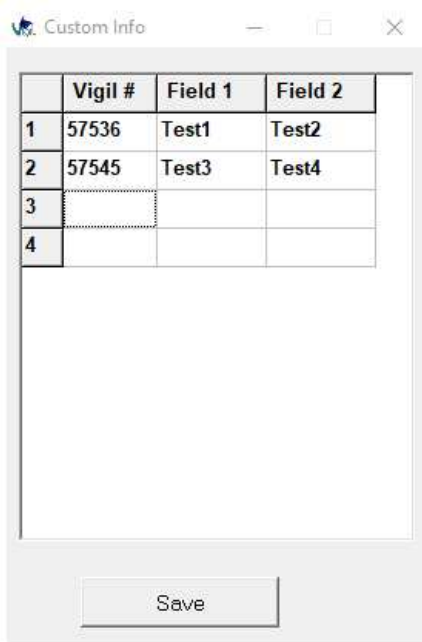 Custom Info
Vigil # Field 1 Field 2
1 57536 Test1 Test2
2 57545 Test3 Test4
3
4
Save